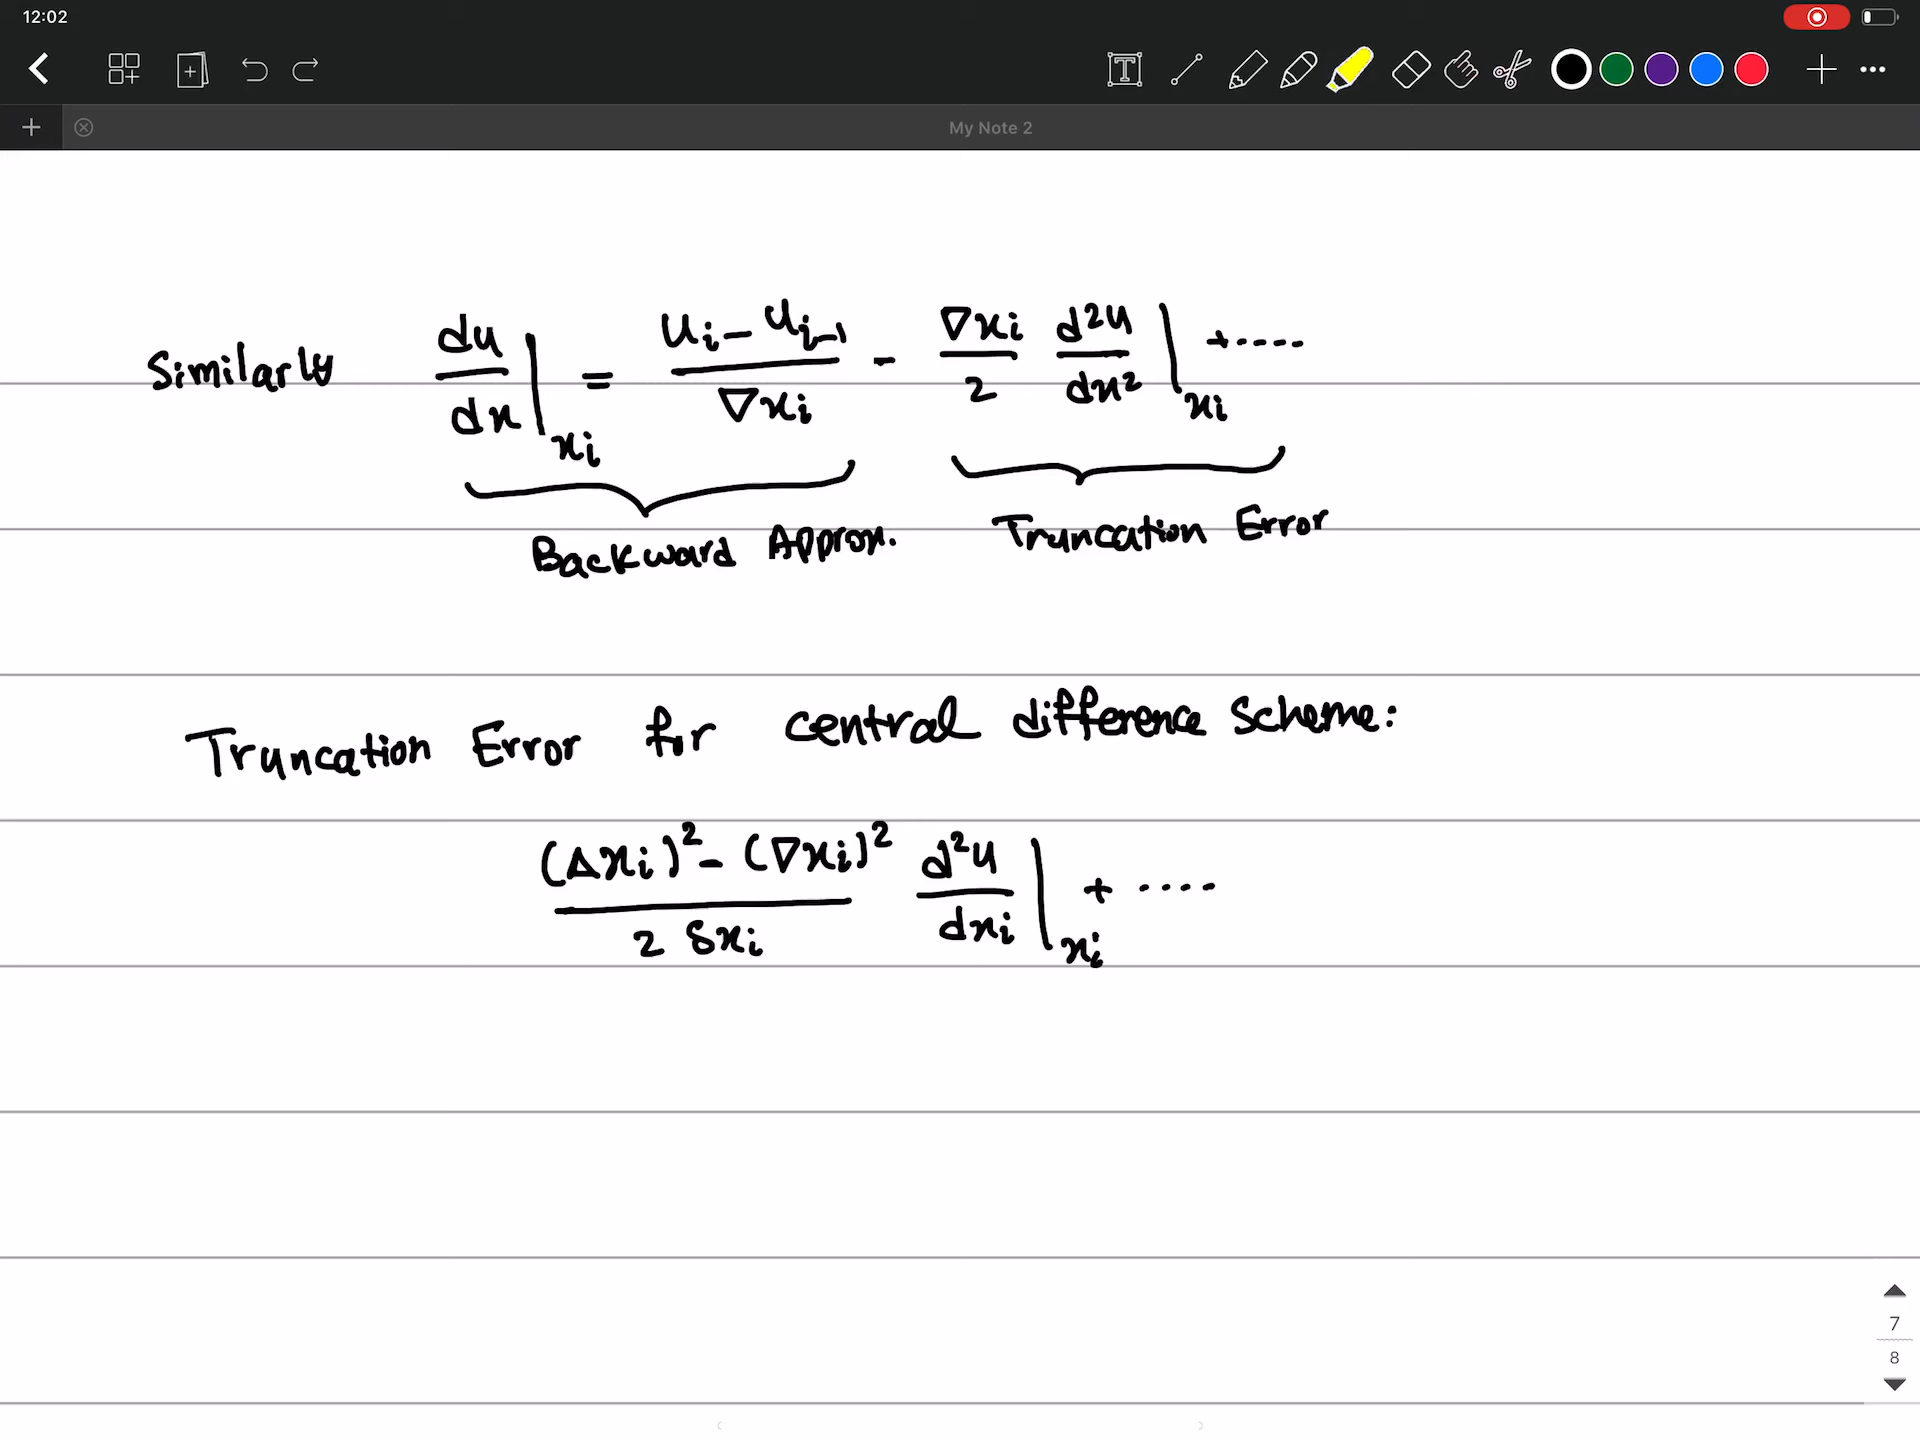 12:02
My Note 2
Similarly du/dx |xi = (ui - ui-1)/∇xi - ∇xi/2 d²u/dx² |xi + .....
Backward Approx. Truncation Error
Truncation Error for central difference Scheme:
((Δxi)² - (∇xi)²)/(2 δxi) d²u/dxi |xi + ....
7
8